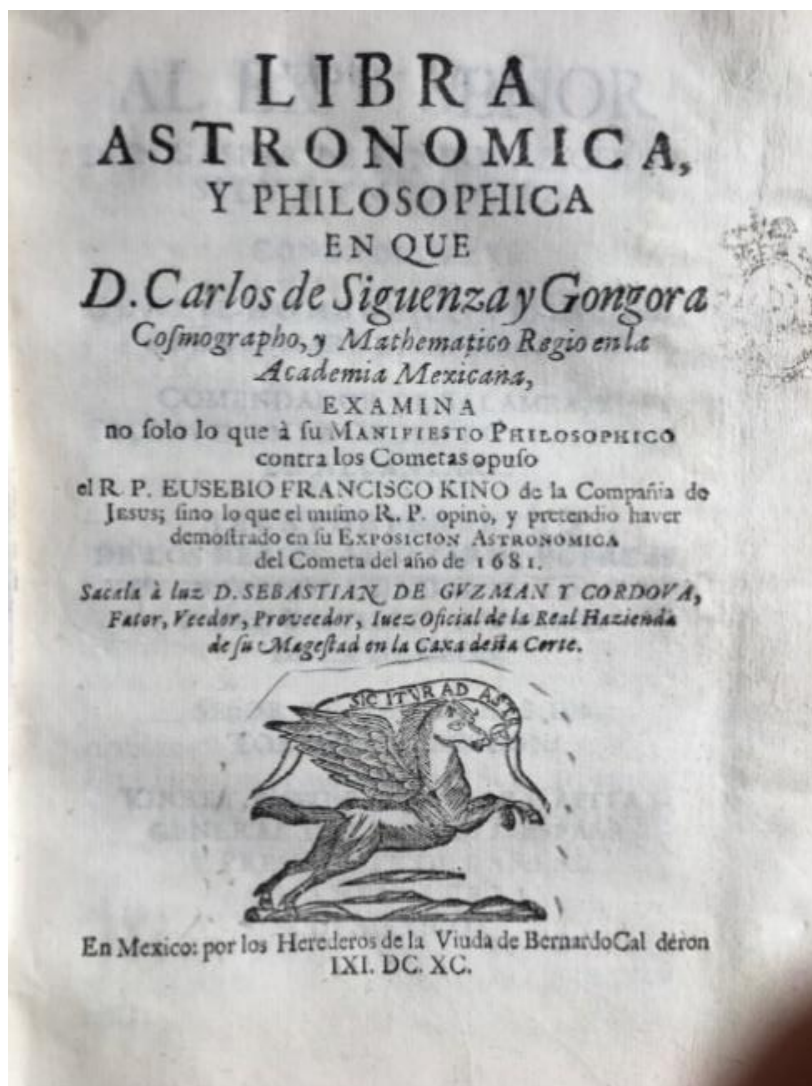 LIBRA
ASTRONOMICA,
Y PHILOSOPHICA
EN QUE
D. Carlos de Siguenza y Gongora
Coſmographo, y Mathematico Regio en la
Academia Mexicana,
EXAMINA
no ſolo lo que à ſu MANIFIESTO PHILOSOPHICO
contra los Cometas opuſo
el R. P. EUSEBIO FRANCISCO KINO de la Compañia de
JESUS; ſino lo que el miſmo R. P. opinò, y pretendio haver
demoſtrado en ſu EXPOSICION ASTRONOMICA
del Cometa del año de 1681.
Sacala à luz D. SEBASTIAN DE GVZMAN Y CORDOVA,
Fator, Veedor, Proveedor, Iuez Oficial de la Real Hazienda
de ſu Mageſtad en la Caxa deſta Corte.
SIC ITVR AD ASTR
En Mexico: por los Herederos de la Viuda de Bernardo Cal deron
IXI. DC. XC.